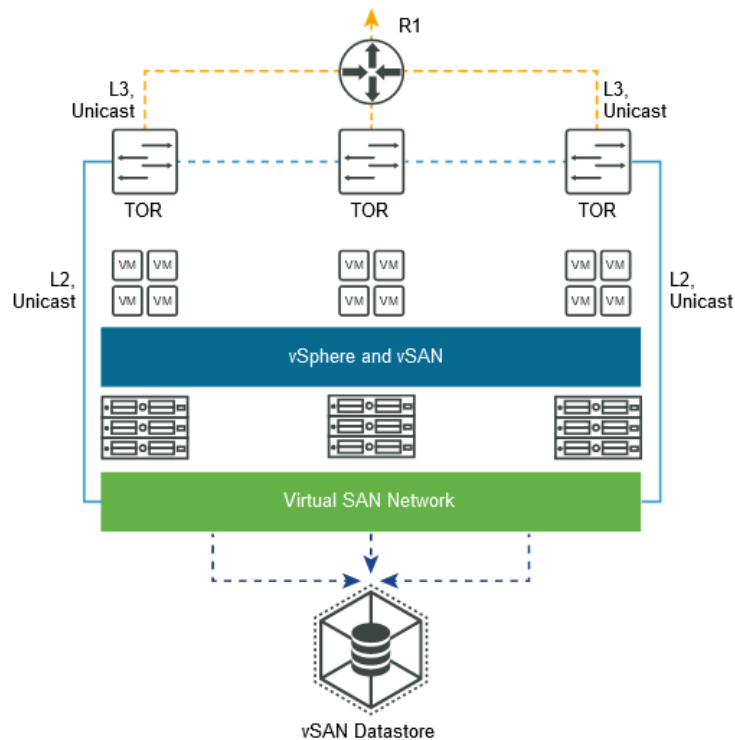 R1
L3,
Unicast
L3,
Unicast
TOR
TOR
TOR
VM VM
VM VM
VM VM
VM VM
VM VM
VM VM
L2,
Unicast
L2,
Unicast
vSphere and vSAN
Virtual SAN Network
vSAN Datastore